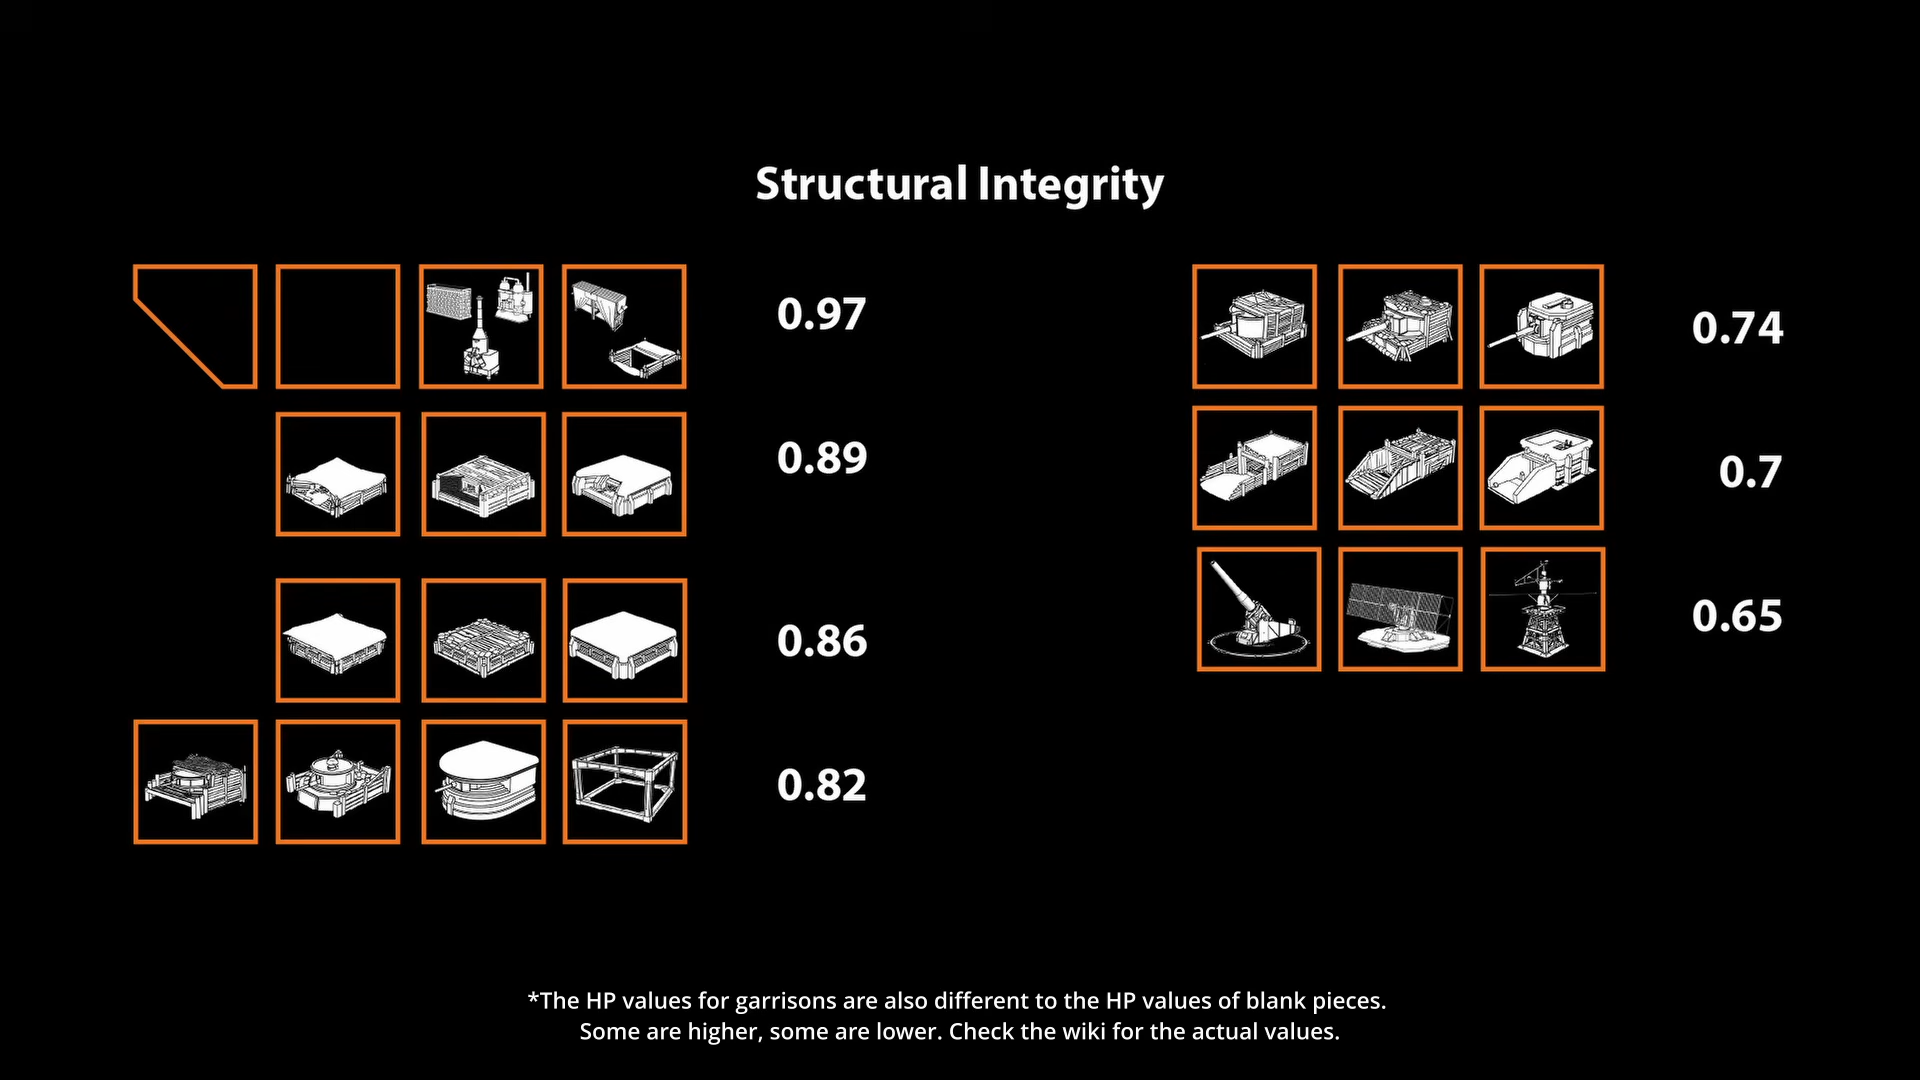 Structural Integrity
0.97
0.89
0.86
0.82
0.74
0.7
0.65
*The HP values for garrisons are also different to the HP values of blank pieces.
Some are higher, some are lower. Check the wiki for the actual values.